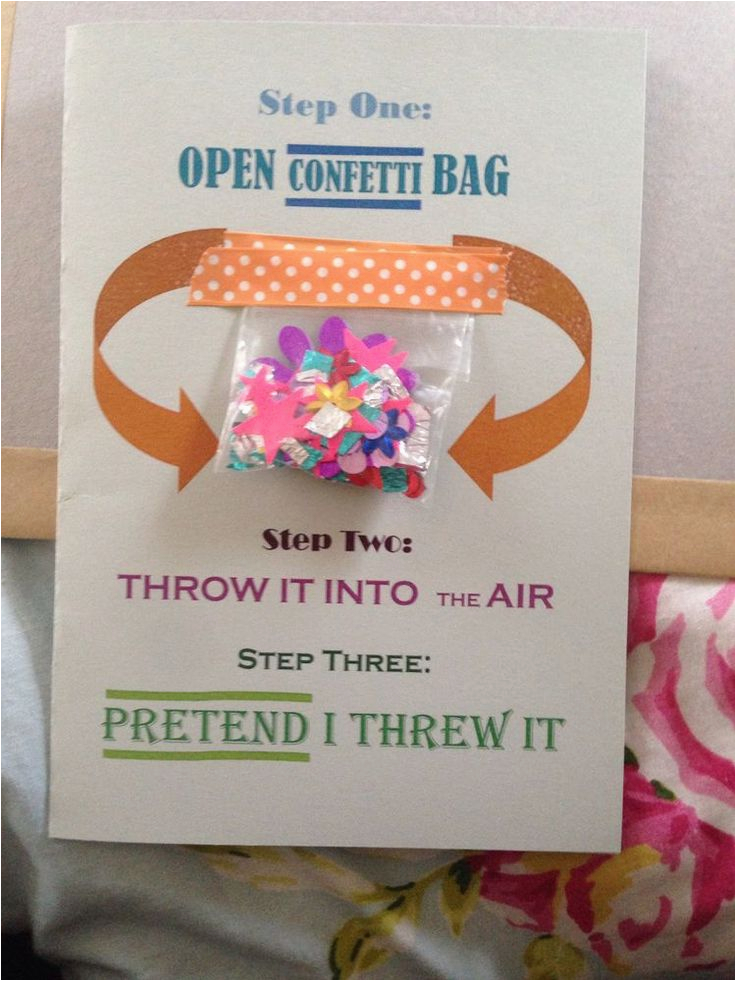 Step One:
OPEN CONFETTI BAG
Step Two:
THROW IT INTO THE AIR
STEP THREE:
PRETEND I THREW IT